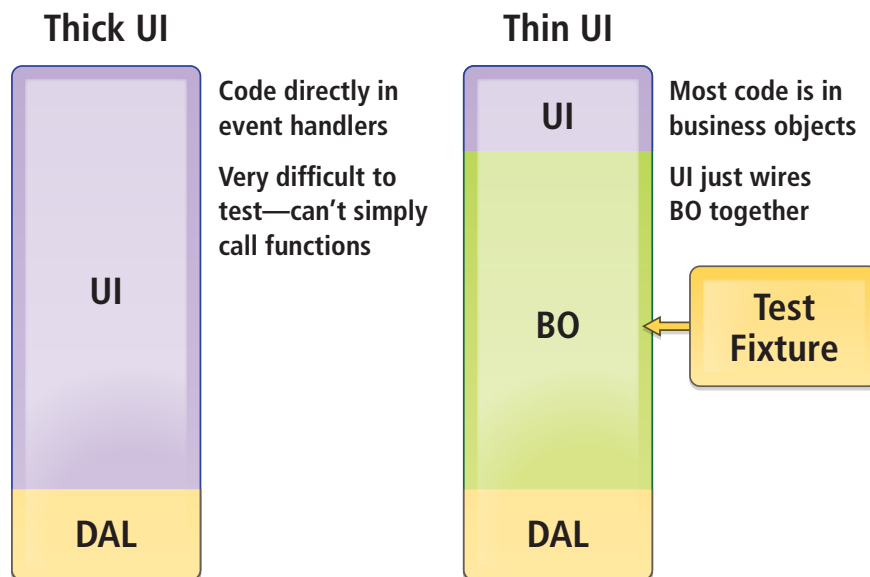 Thick UI
Code directly in
event handlers
Very difficult to
test—can't simply
call functions
UI
DAL
Thin UI
UI
Most code is in
business objects
UI just wires
BO together
BO
Test
Fixture
DAL